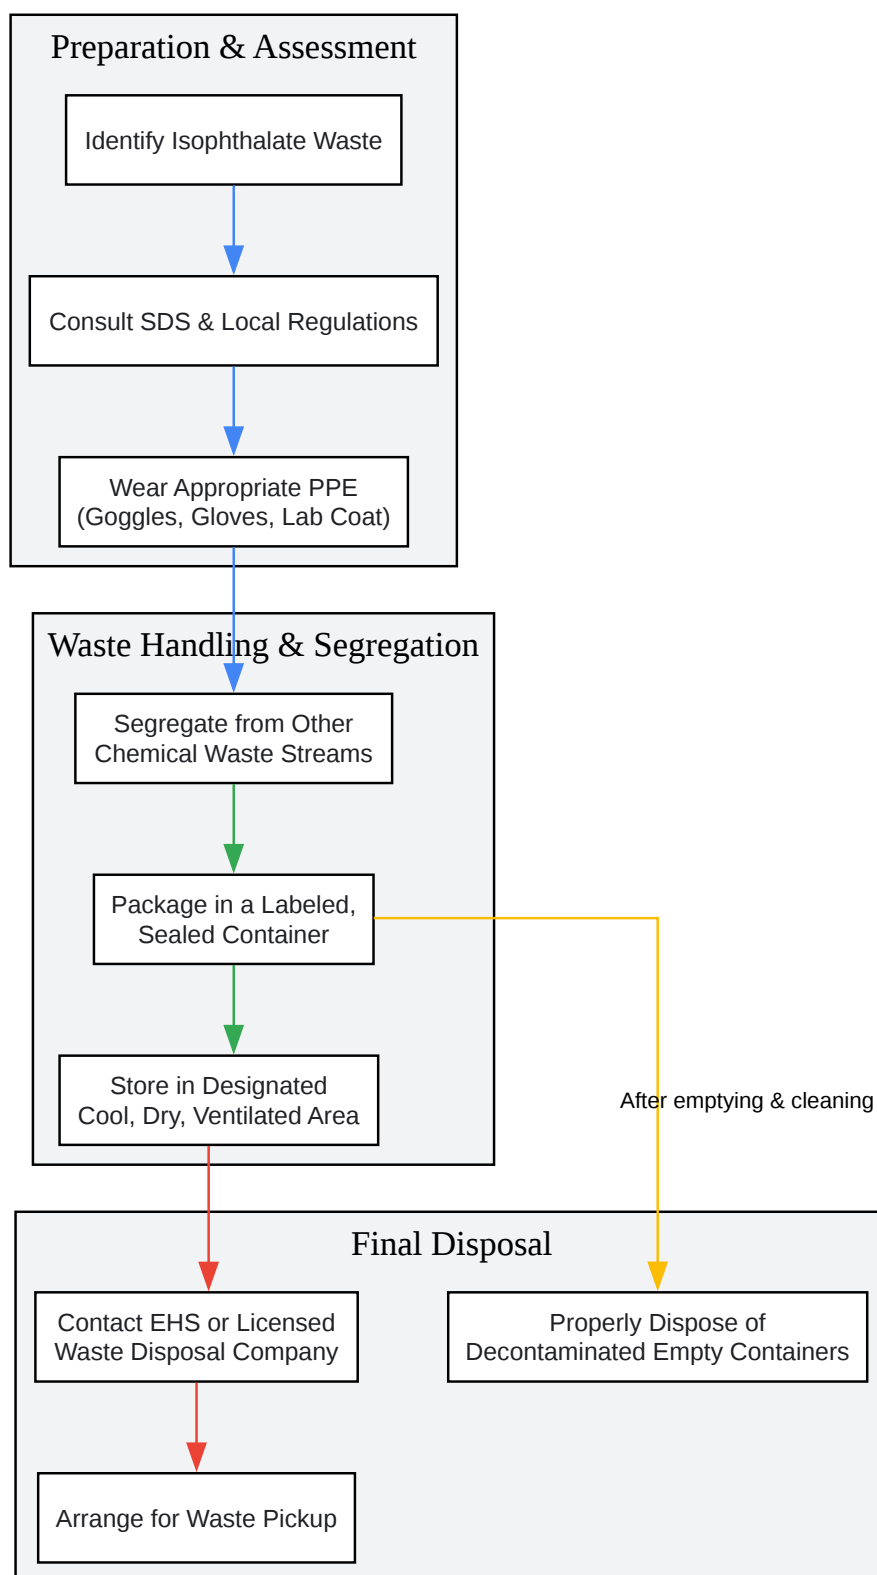 Preparation & Assessment
Identify Isophthalate Waste
Consult SDS & Local Regulations
Wear Appropriate PPE
(Goggles, Gloves, Lab Coat)
Waste Handling & Segregation
Segregate from Other
Chemical Waste Streams
Package in a Labeled,
Sealed Container
Store in Designated
Cool, Dry, Ventilated Area
After emptying & cleaning
Final Disposal
Contact EHS or Licensed
Waste Disposal Company
Properly Dispose of
Decontaminated Empty Containers
Arrange for Waste Pickup